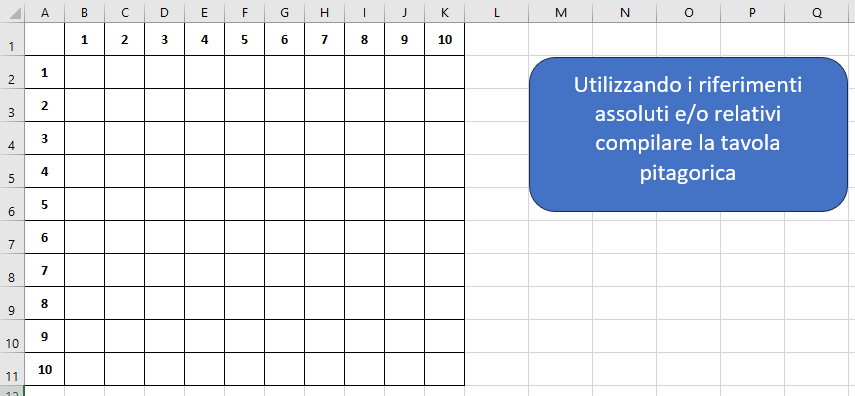 A B C D E F G H I J K L M N O P Q
1 1 2 3 4 5 6 7 8 9 10
2 1
3 2
4 3
5 4
6 5
7 6
8 7
9 8
10 9
11 10
12
Utilizzando i riferimenti
assoluti e/o relativi
compilare la tavola
pitagorica